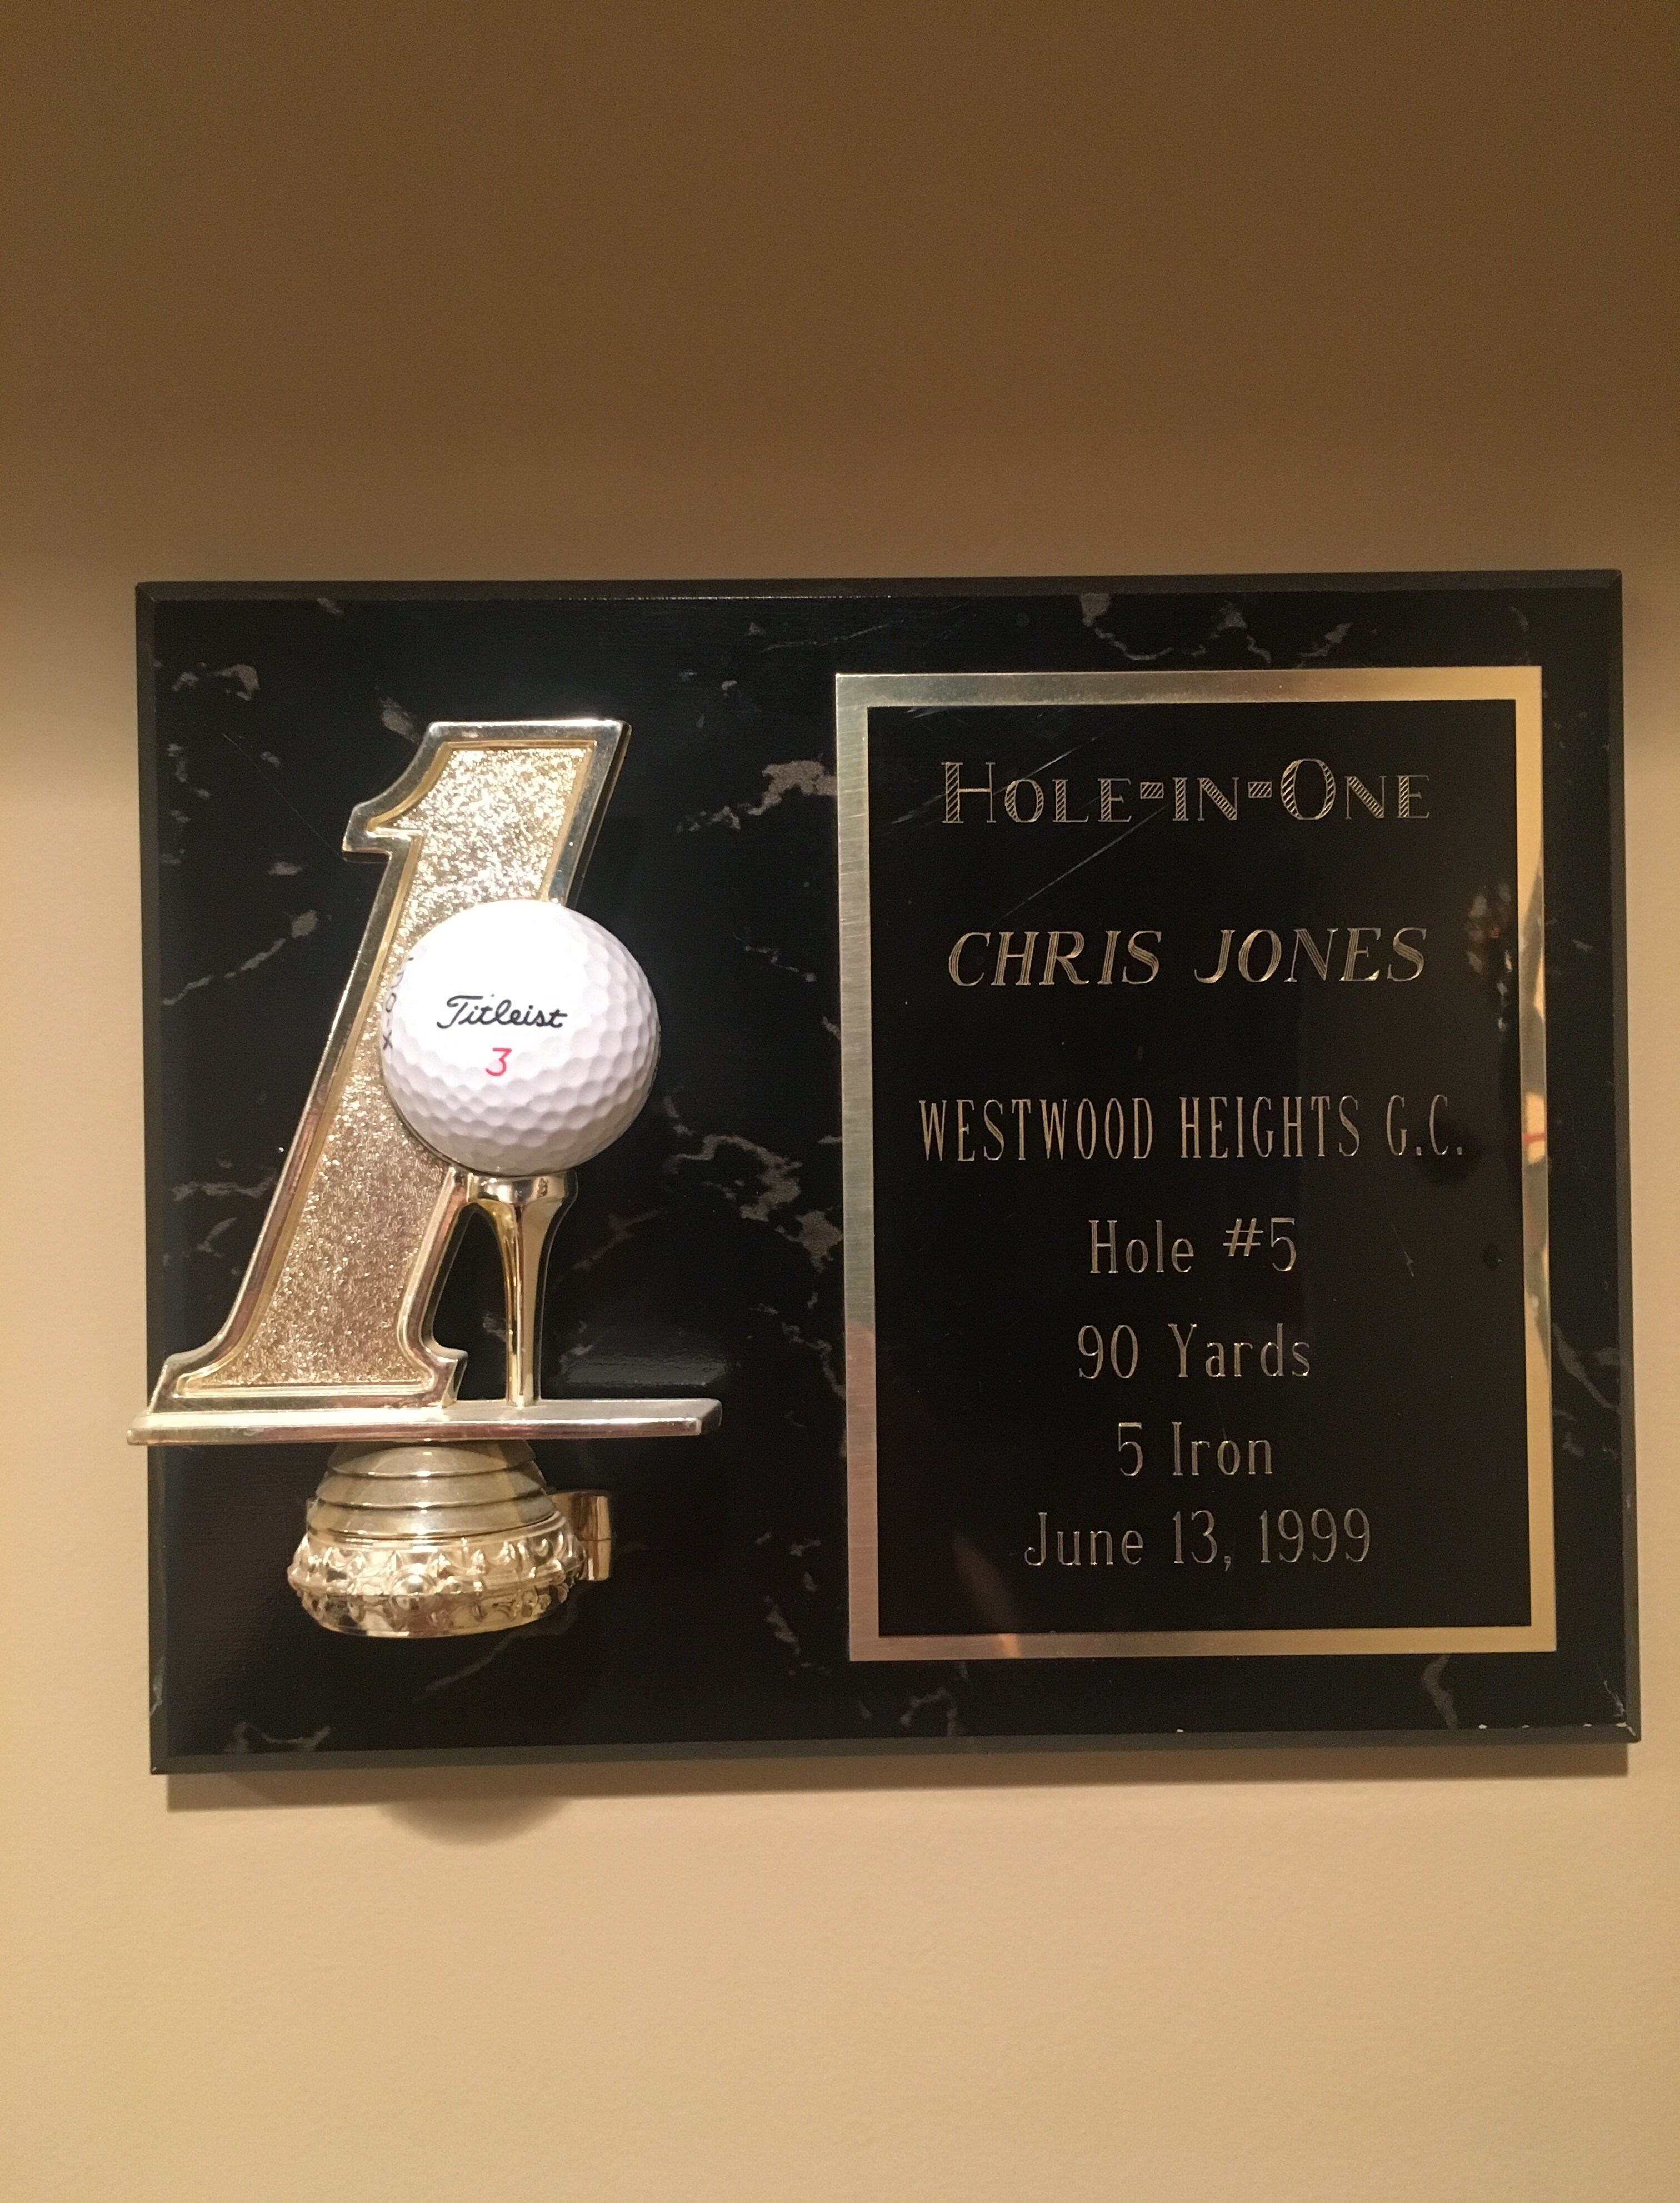 Titleist
3
HOLE-IN-ONE
CHRIS JONES
WESTWOOD HEIGHTS G.C.
Hole #5
90 Yards
5 Iron
June 13, 1999